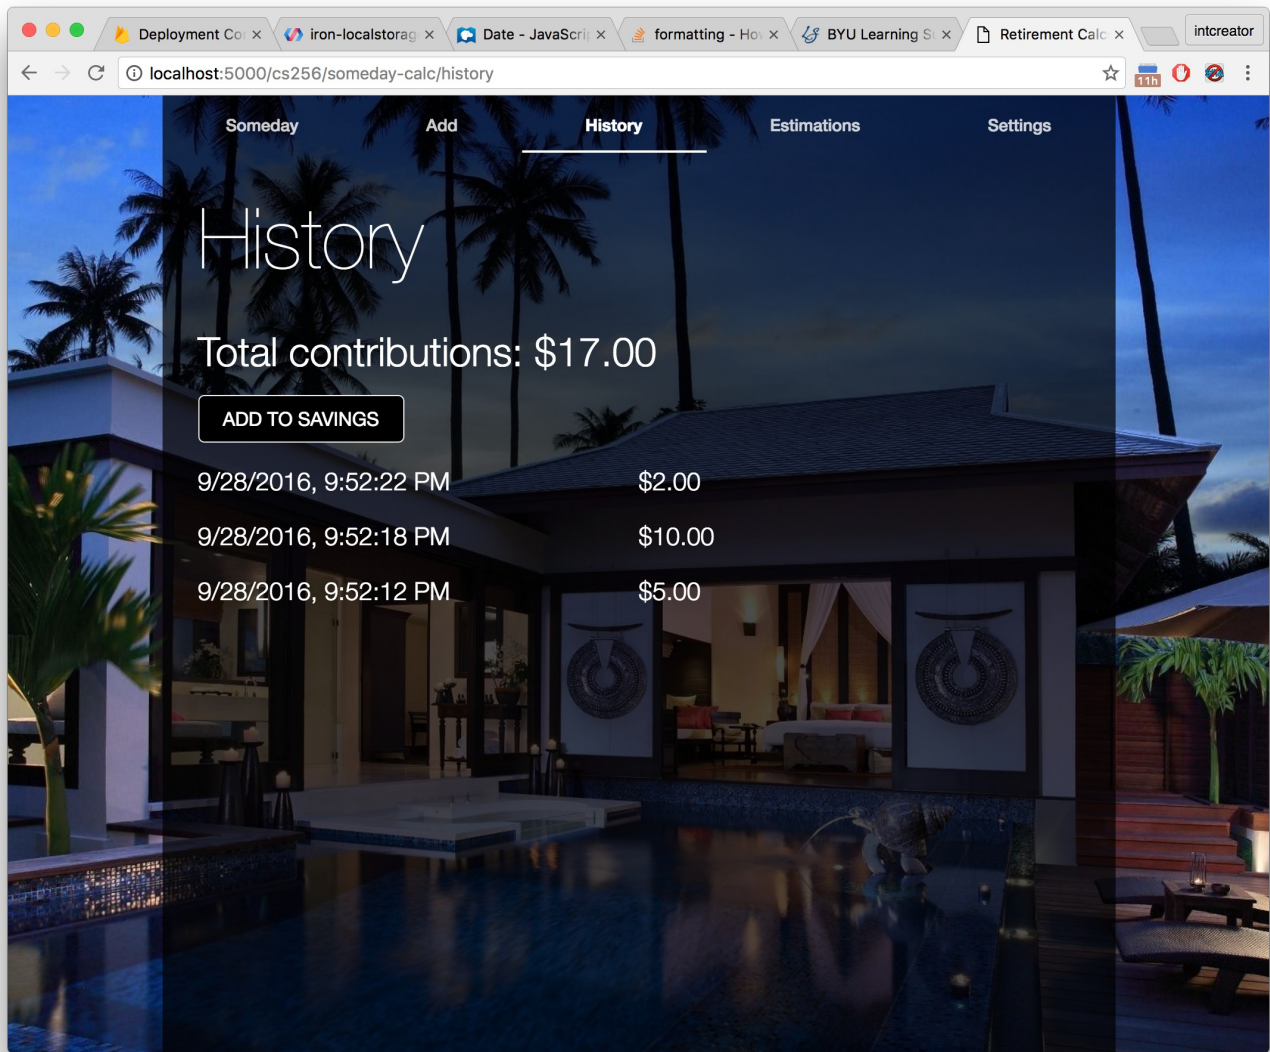 Deployment Co
iron-localstorag
Date - JavaScrip
formatting - Ho
BYU Learning S
Retirement Calc
intcreator
localhost:5000/cs256/someday-calc/history
11h
Someday
Add
History
Estimations
Settings
History
Total contributions: $17.00
ADD TO SAVINGS
9/28/2016, 9:52:22 PM $2.00
9/28/2016, 9:52:18 PM $10.00
9/28/2016, 9:52:12 PM $5.00